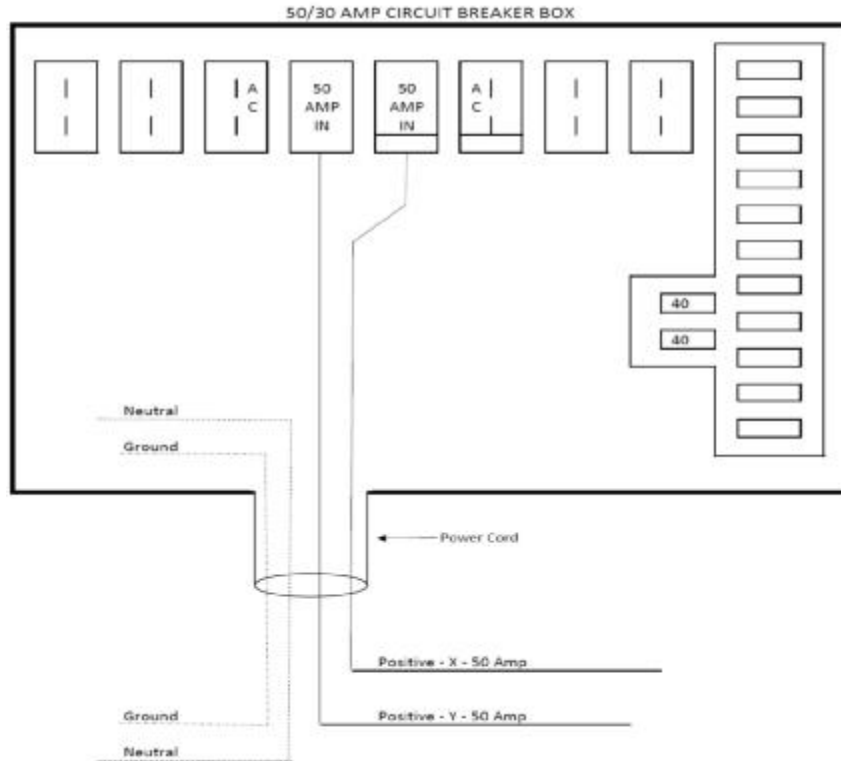 50/30 AMP CIRCUIT BREAKER BOX
A
C
50
AMP
IN
50
AMP
IN
A
C
40
40
Neutral
Ground
Power Cord
Positive - X - 50 Amp
Ground
Positive - Y - 50 Amp
Neutral